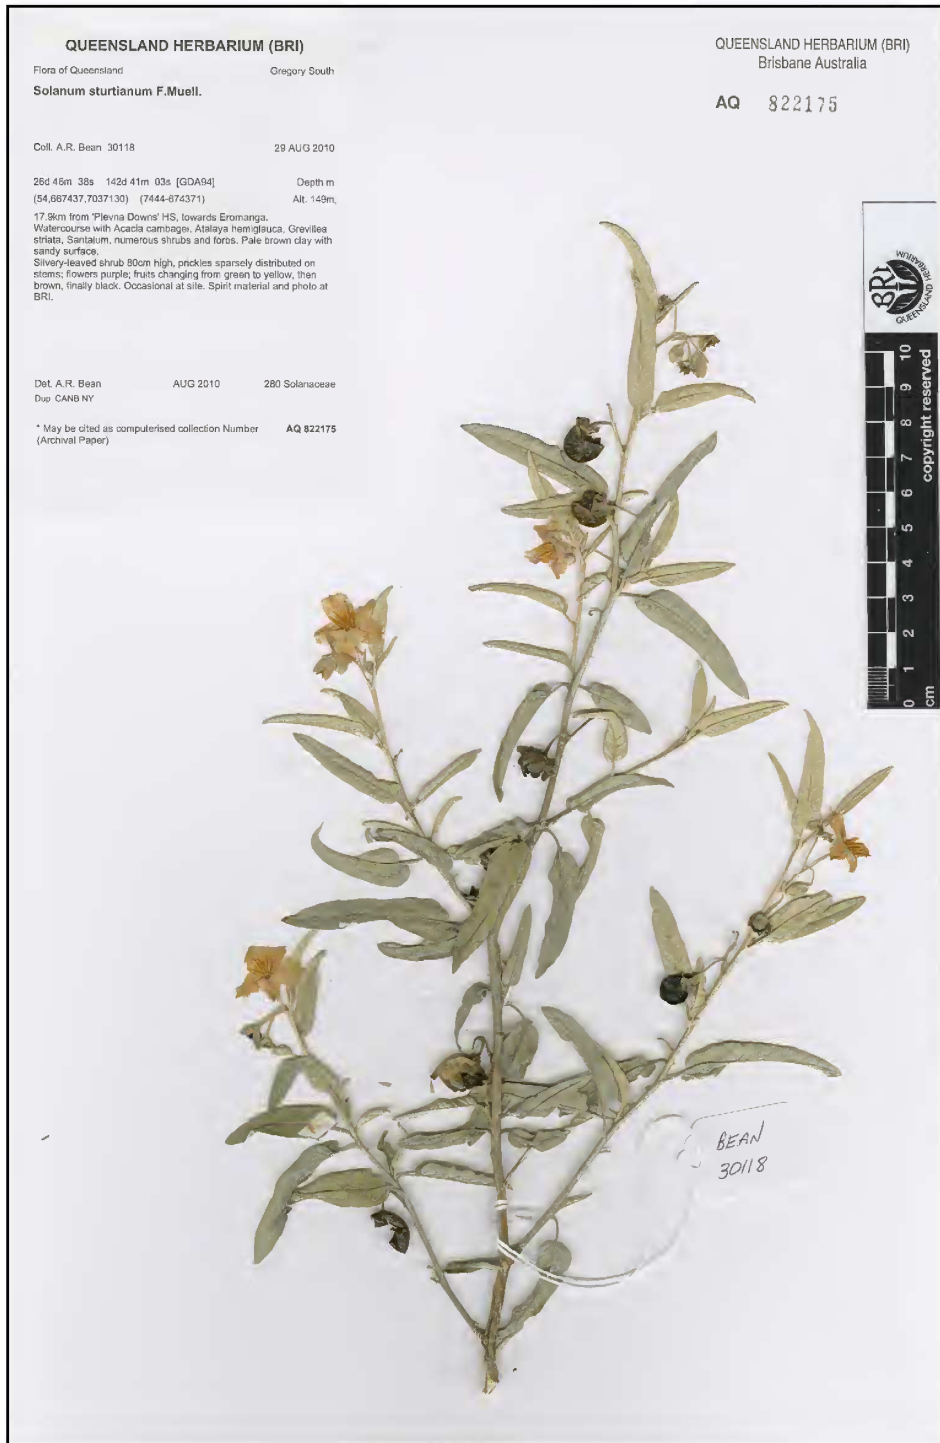 QUEENSLAND HERBARIUM (BRI)
Flora of Queensland Gregory South
Solanum sturtianum F.Muell.
Coll. A.R. Bean 30118 29 AUG 2010
26d 46m 38s 142d 41m 03s [GDA94] Depth m
(54,667437,7037130) (7444-674371) Alt. 149m,
17.9km from 'Plevna Downs' HS, towards Eromanga.
Watercourse with Acacia cambagei, Atalaya hemiglauca, Grevillea
striata, Santalum, numerous shrubs and forbs. Pale brown clay with
sandy surface.
Silvery-leaved shrub 80cm high, prickles sparsely distributed on
stems; flowers purple; fruits changing from green to yellow, then
brown, finally black. Occasional at site. Spirit material and photo at
BRI.
Det. A.R. Bean AUG 2010 280 Solanaceae
Dup. CANB NY
* May be cited as computerised collection Number AQ 822175
(Archival Paper)
QUEENSLAND HERBARIUM (BRI)
Brisbane Australia
AQ 822175
BRI
QUEENSLAND HERBARIUM
copyright reserved
0 1 2 3 4 5 6 7 8 9 10
cm
BEAN
30118